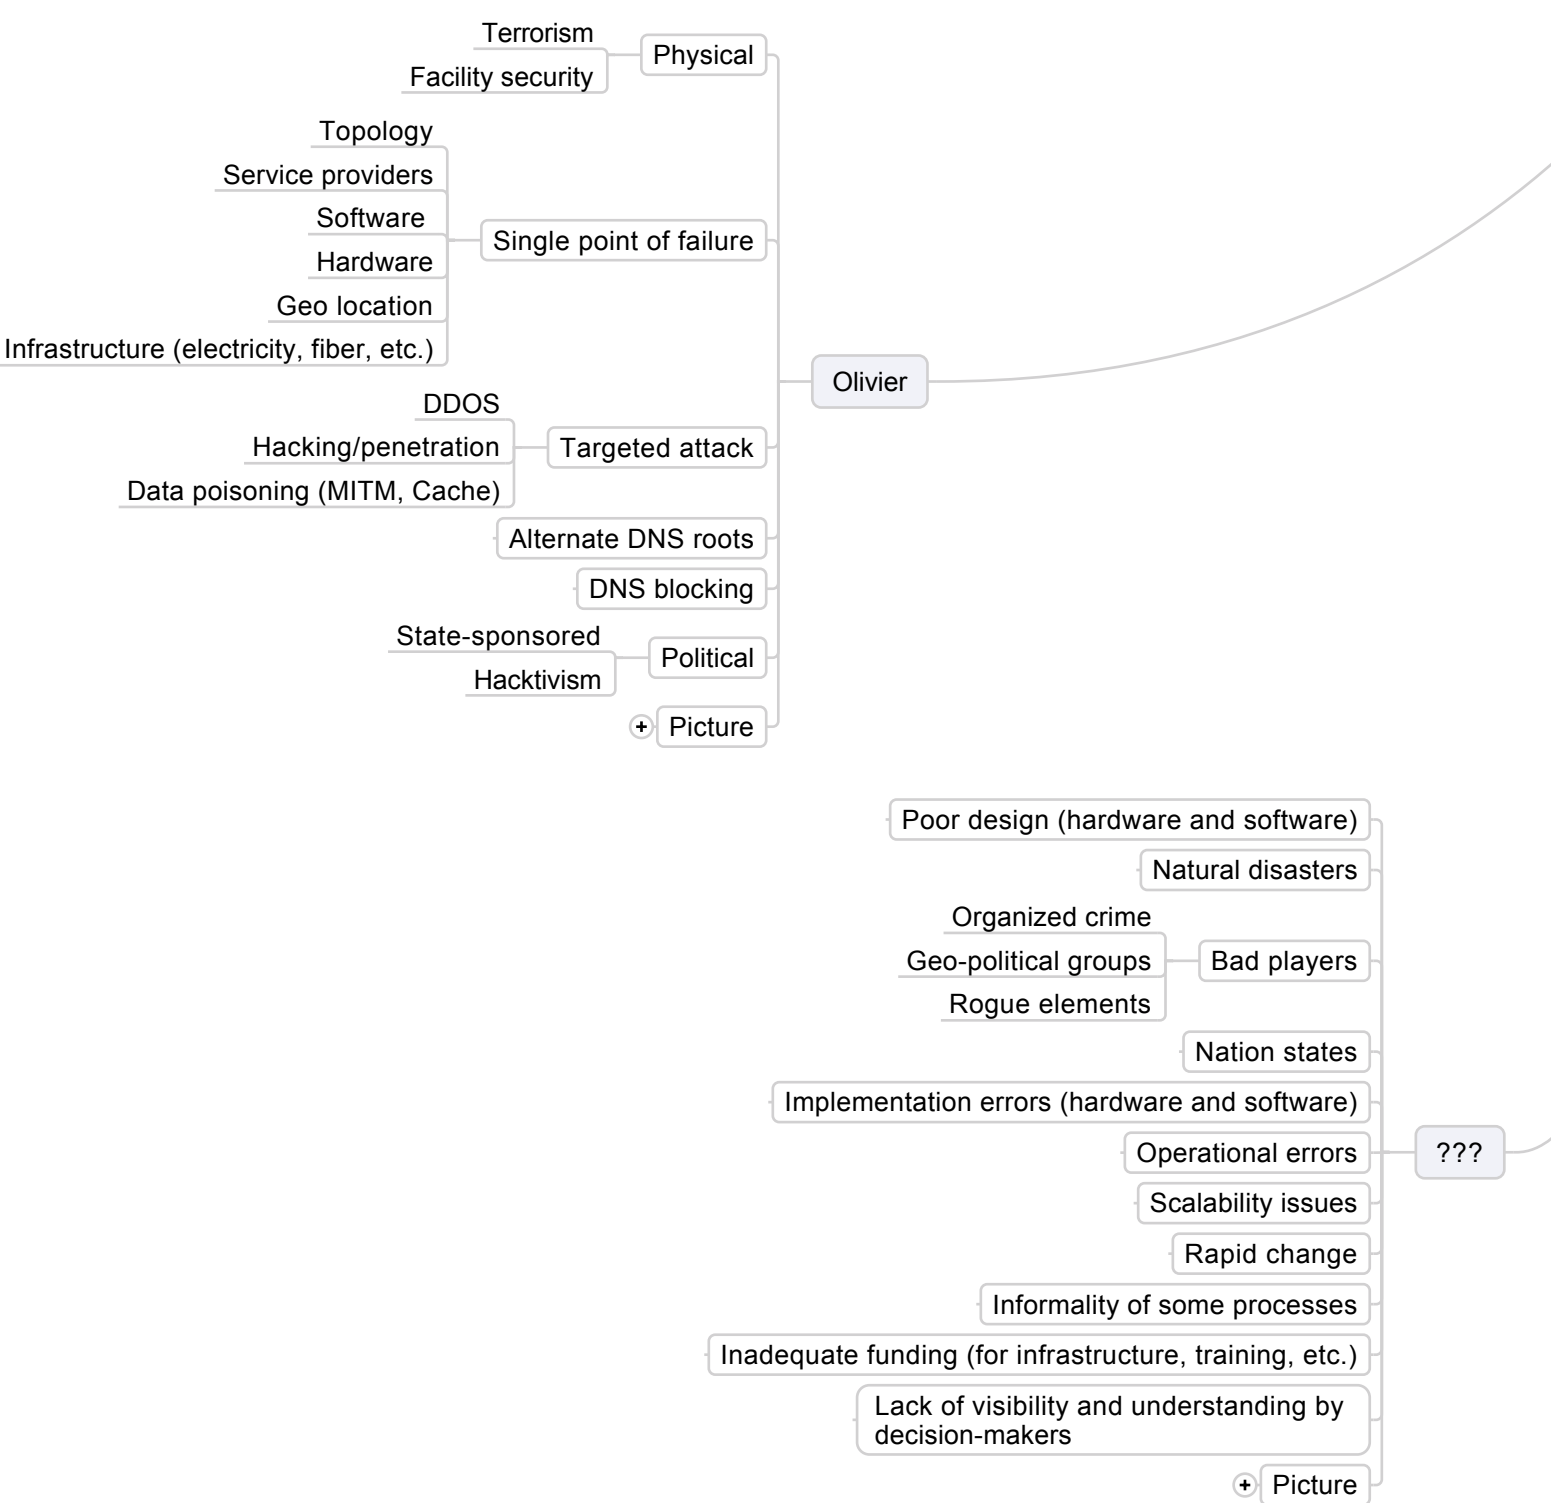 Terrorism
Facility security
Physical
Topology
Service providers
Software
Hardware
Geo location
Infrastructure (electricity, fiber, etc.)
Single point of failure
Olivier
DDOS
Hacking/penetration
Data poisoning (MITM, Cache)
Targeted attack
Alternate DNS roots
DNS blocking
State-sponsored
Hacktivism
Political
Picture
Poor design (hardware and software)
Natural disasters
Organized crime
Geo-political groups
Rogue elements
Bad players
Nation states
Implementation errors (hardware and software)
Operational errors
???
Scalability issues
Rapid change
Informality of some processes
Inadequate funding (for infrastructure, training, etc.)
Lack of visibility and understanding by
decision-makers
Picture